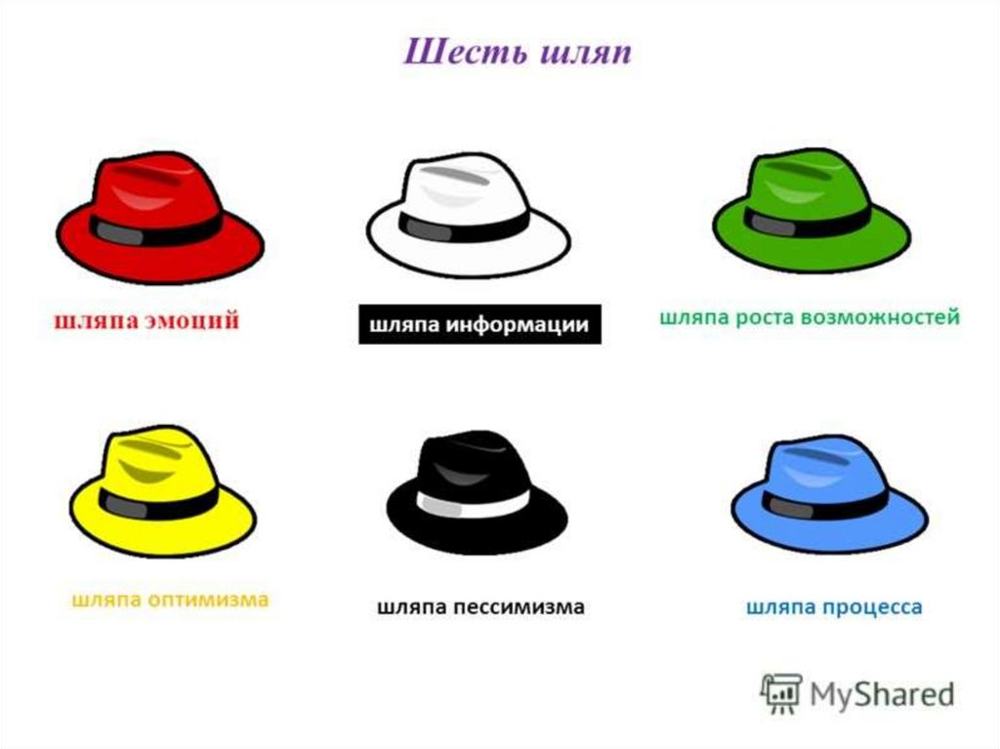 Шесть шляп
шляпа эмоций
шляпа информации
шляпа роста возможностей
шляпа оптимизма
шляпа пессимизма
шляпа процесса
MyShared